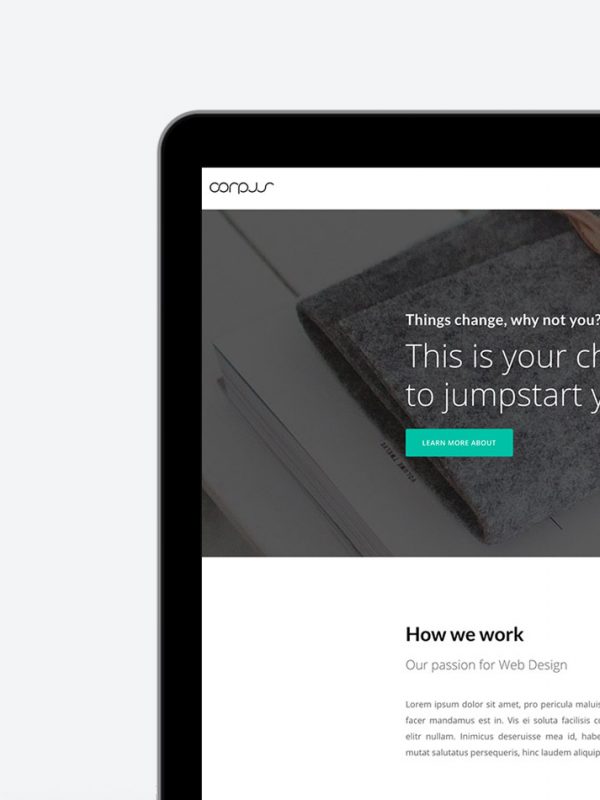 corpus
Things change, why not you?
This is your ch
to jumpstart y
LEARN MORE ABOUT
VOLUME TWELVE
How we work
Our passion for Web Design
Lorem ipsum dolor sit amet, pro pericula maluis
facer mandamus est in. Vis ei soluta facilisis c
elitr nullam. Inimicus deseruisse mea id, habe
mutat salutatus persequeris, hinc laudem aliquip